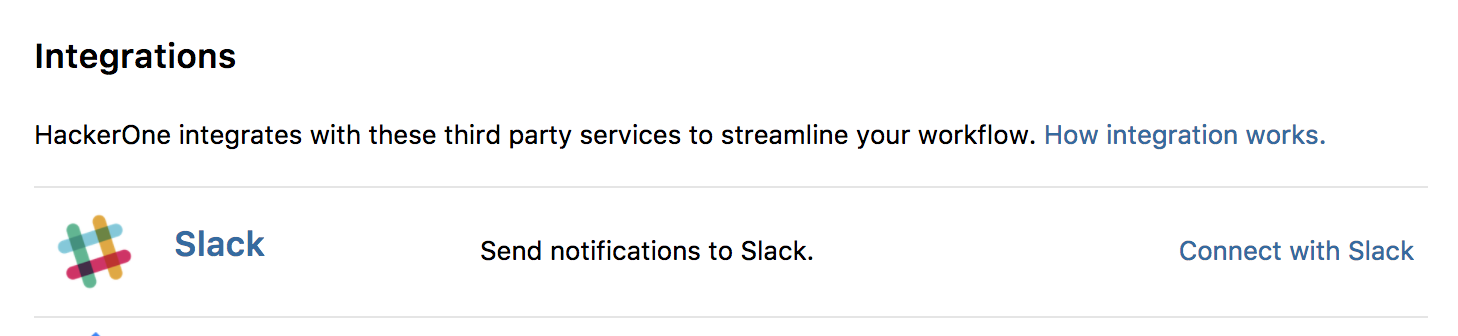 Integrations
HackerOne integrates with these third party services to streamline your workflow. How integration works.
Slack
Send notifications to Slack.
Connect with Slack